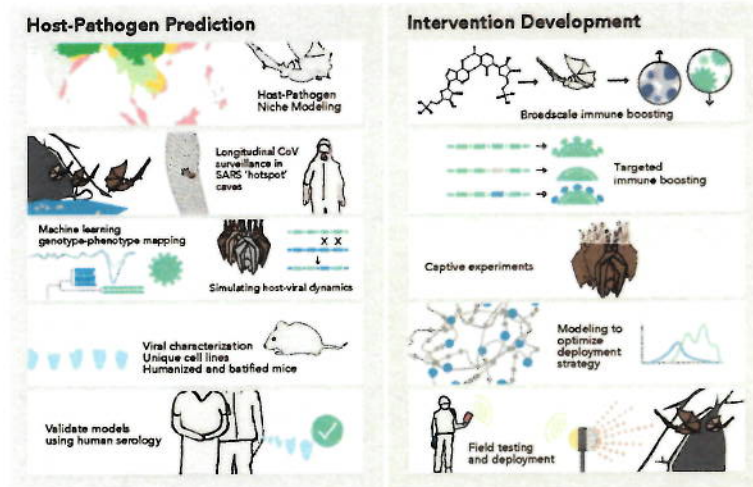 Host-Pathogen Prediction
Host-Pathogen
Niche Modeling
Longitudinal CoV
surveillance in
SARS 'hotspot'
caves
Machine learning
genotype-phenotype mapping
X X
Simulating host-viral dynamics
Viral characterization
Unique cell lines
Humanized and batified mice
Validate models
using human serology
Intervention Development
Broadscale immune boosting
Targeted
immune boosting
Captive experiments
Modeling to
optimize
deployment
strategy
Field testing
and deployment